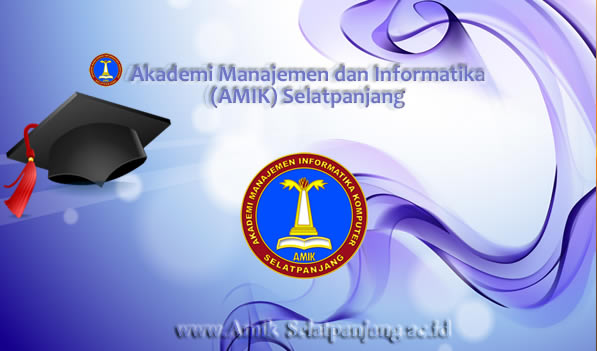 Akademi Manajemen dan Informatika
(AMIK) Selatpanjang
AKADEMI MANAJEMEN INFORMATIKA KOMPUTER
AMIK
SELATPANJANG
www.Amik Selatpanjang.ac.id